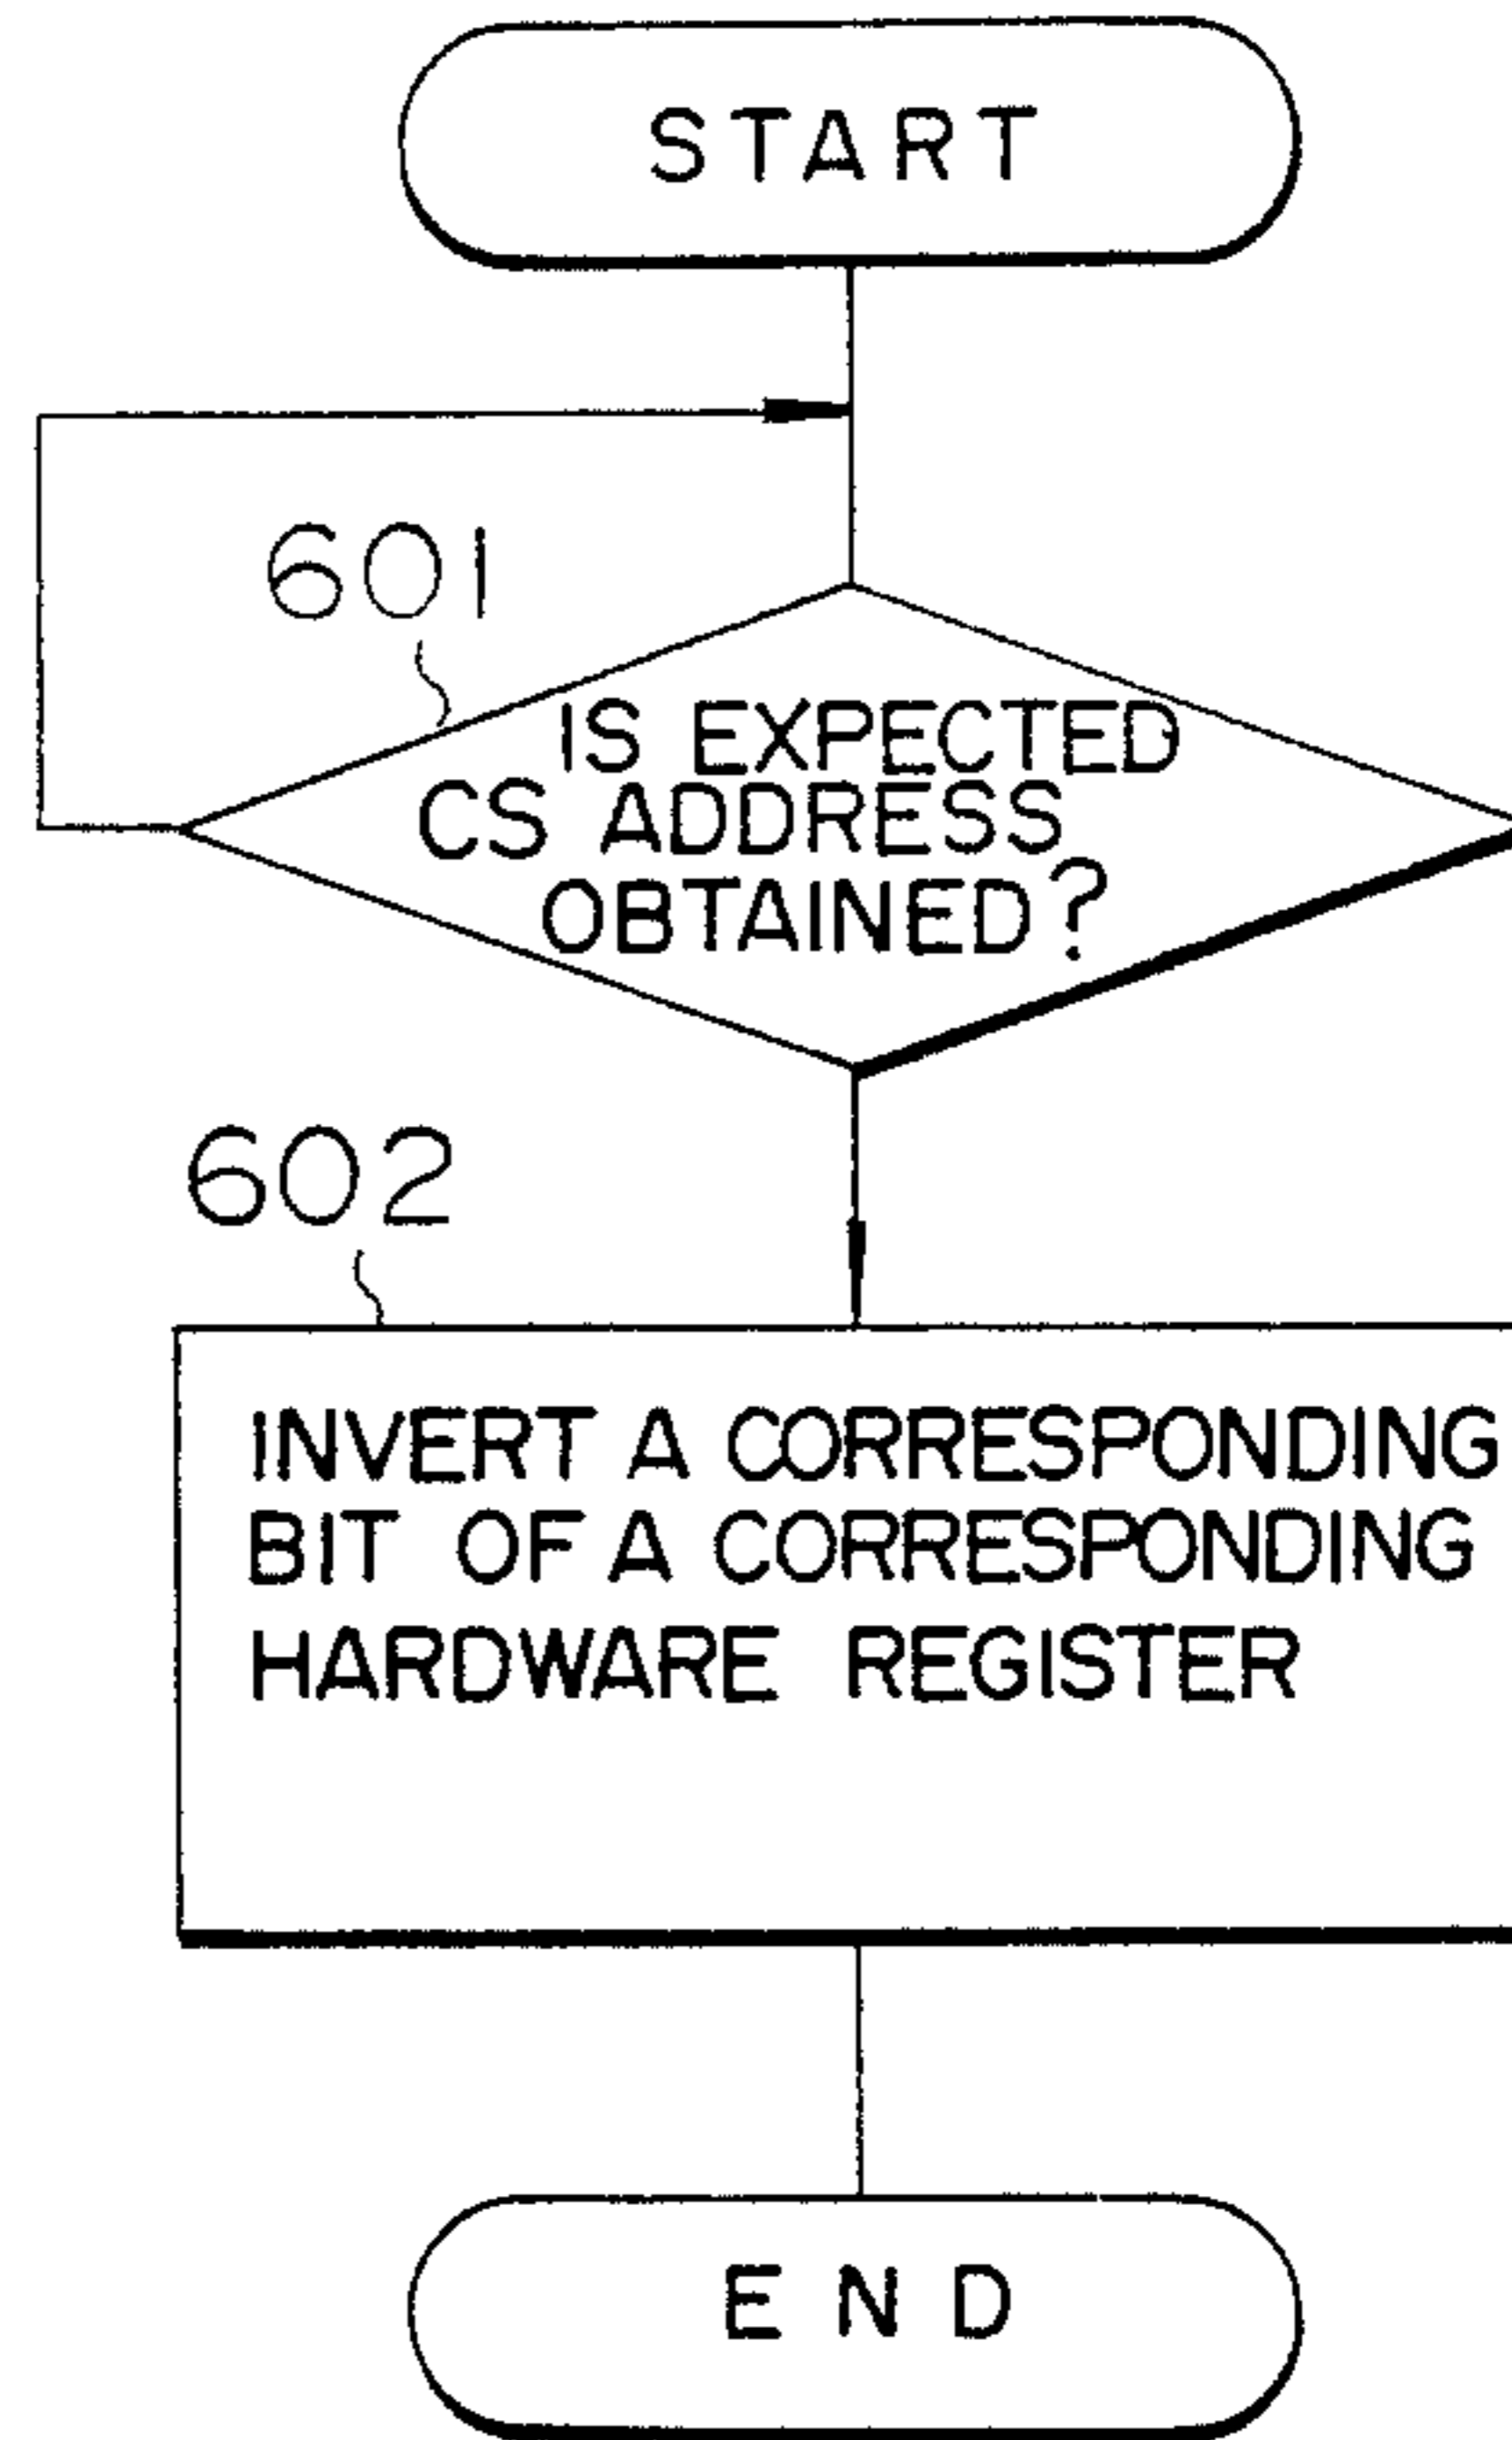 START
601
IS EXPECTED
CS ADDRESS
OBTAINED?
602
INVERT A CORRESPONDING
BIT OF A CORRESPONDING
HARDWARE REGISTER
END